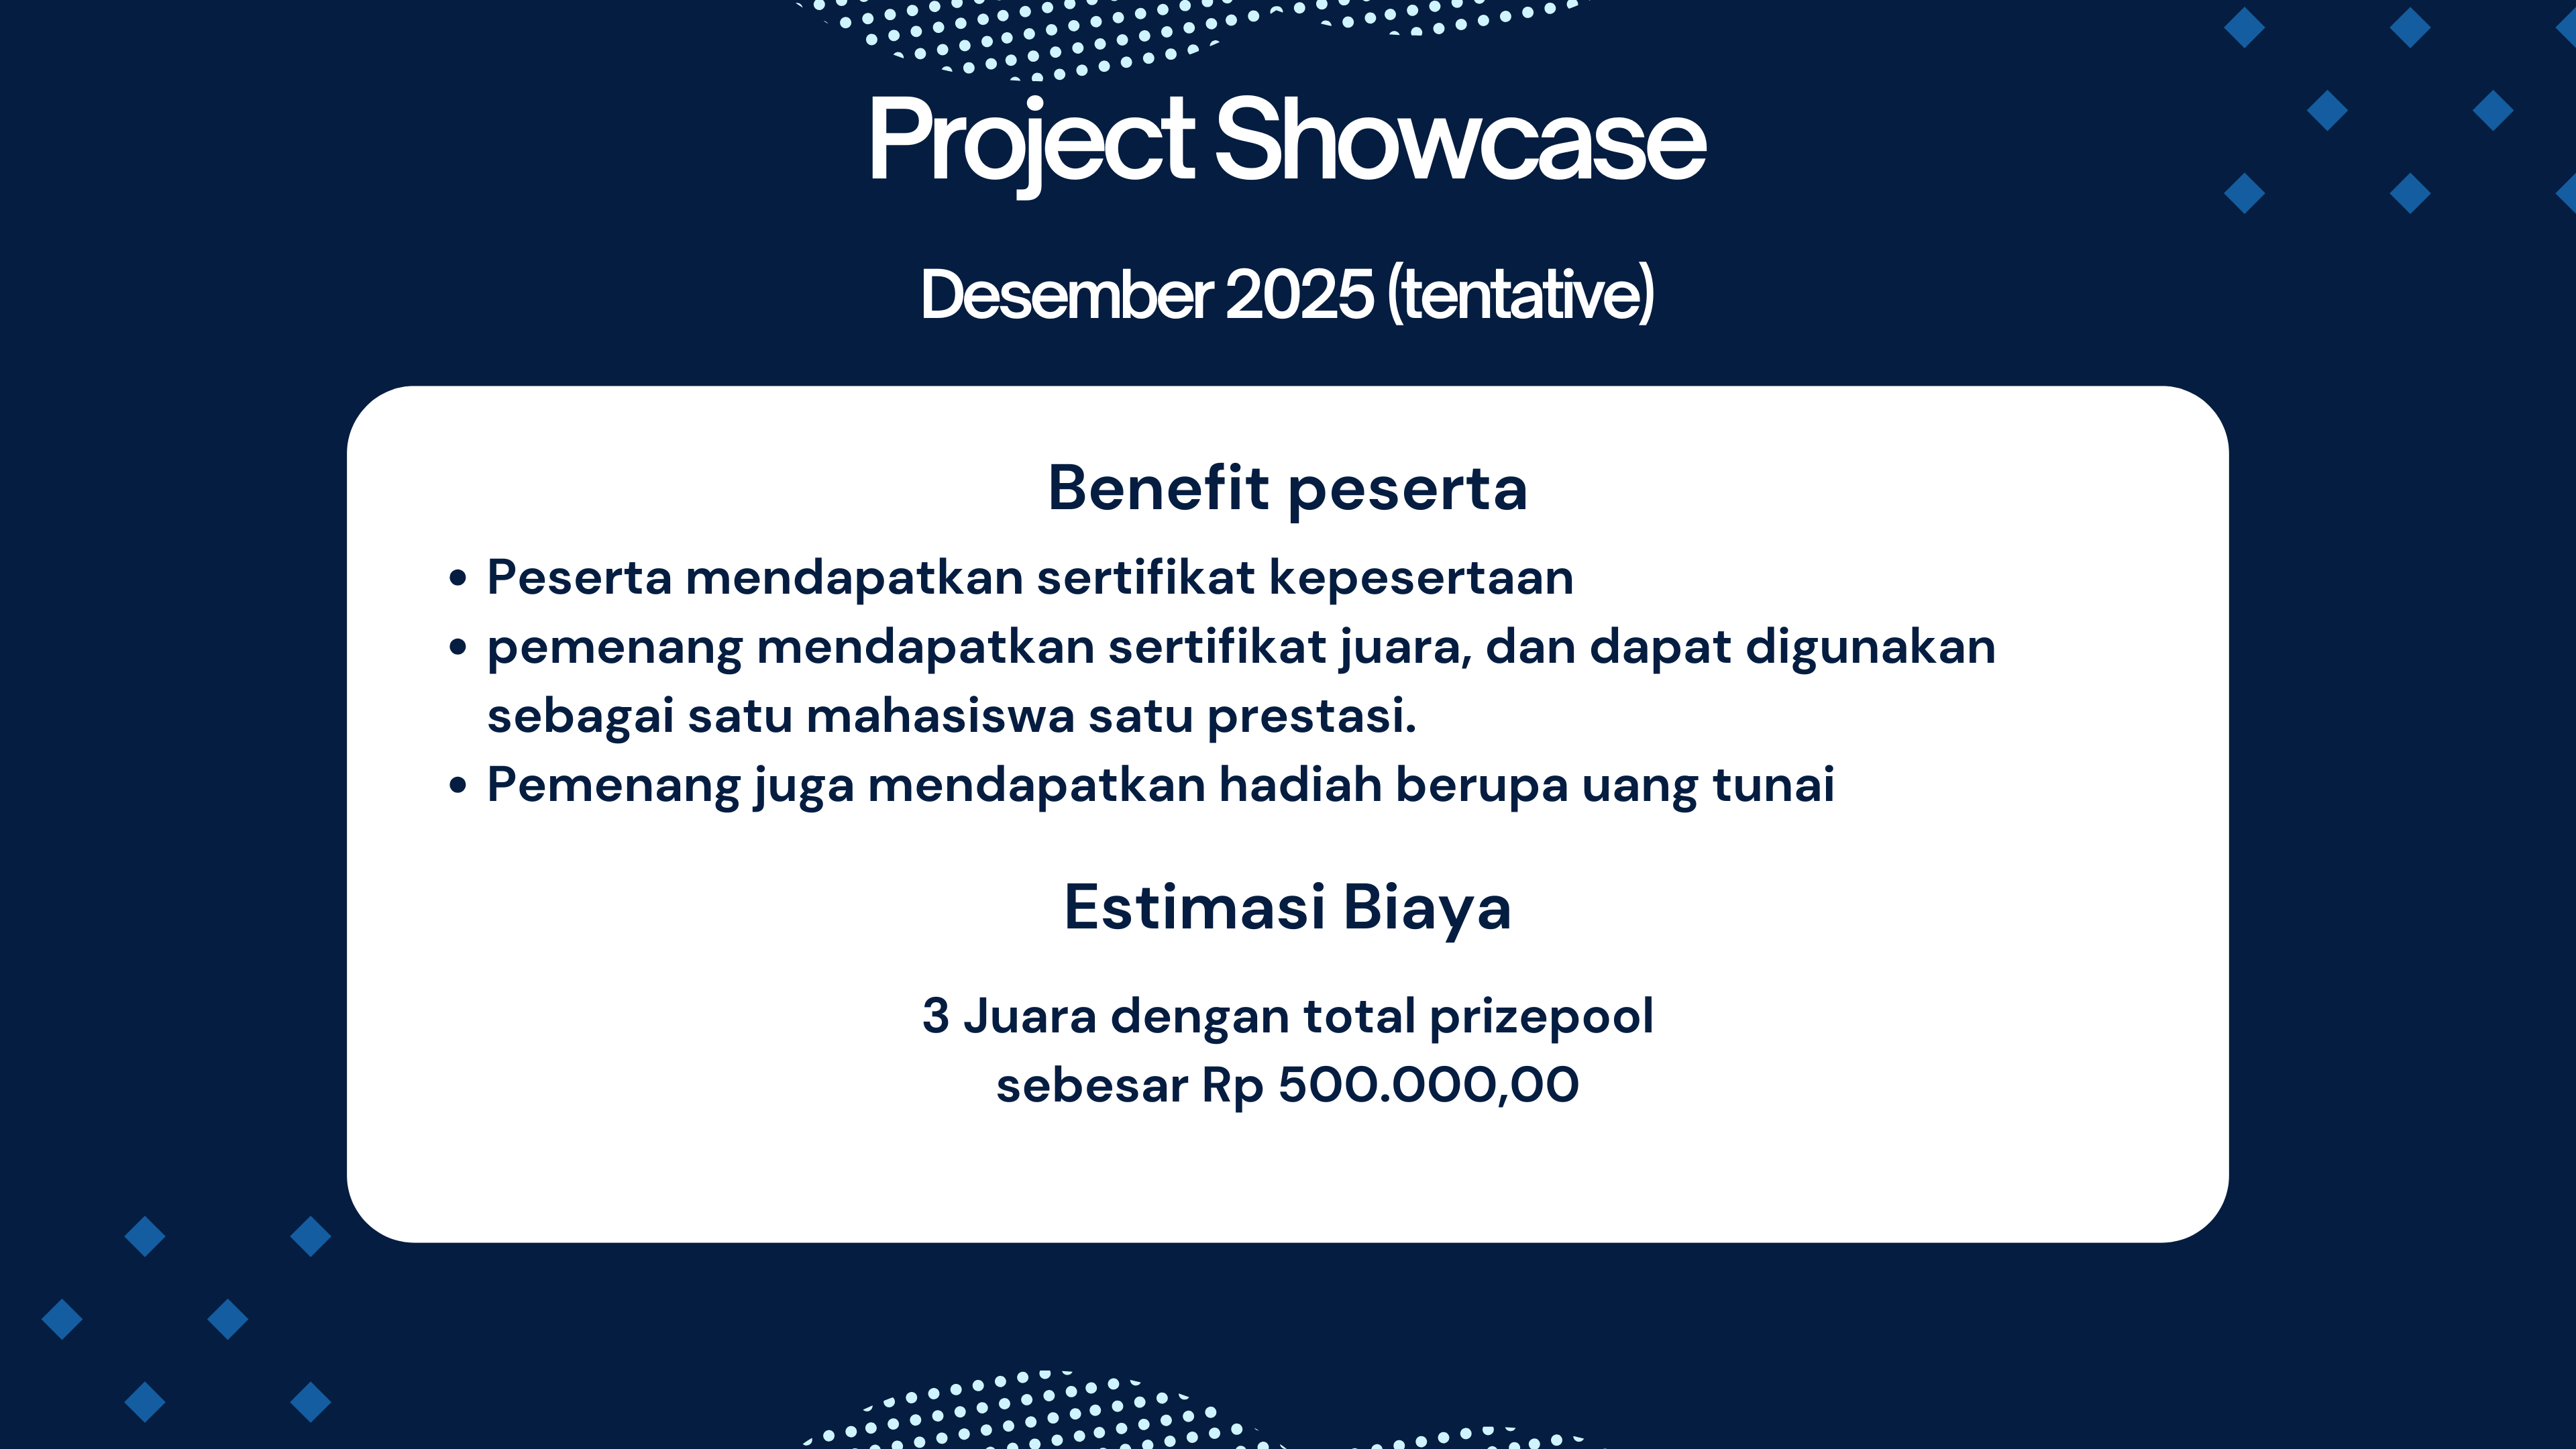 Project Showcase
Desember 2025 (tentative)
Benefit peserta
• Peserta mendapatkan sertifikat kepesertaan
• pemenang mendapatkan sertifikat juara, dan dapat digunakan
sebagai satu mahasiswa satu prestasi.
• Pemenang juga mendapatkan hadiah berupa uang tunai
Estimasi Biaya
3 Juara dengan total prizepool
sebesar Rp 500.000,00